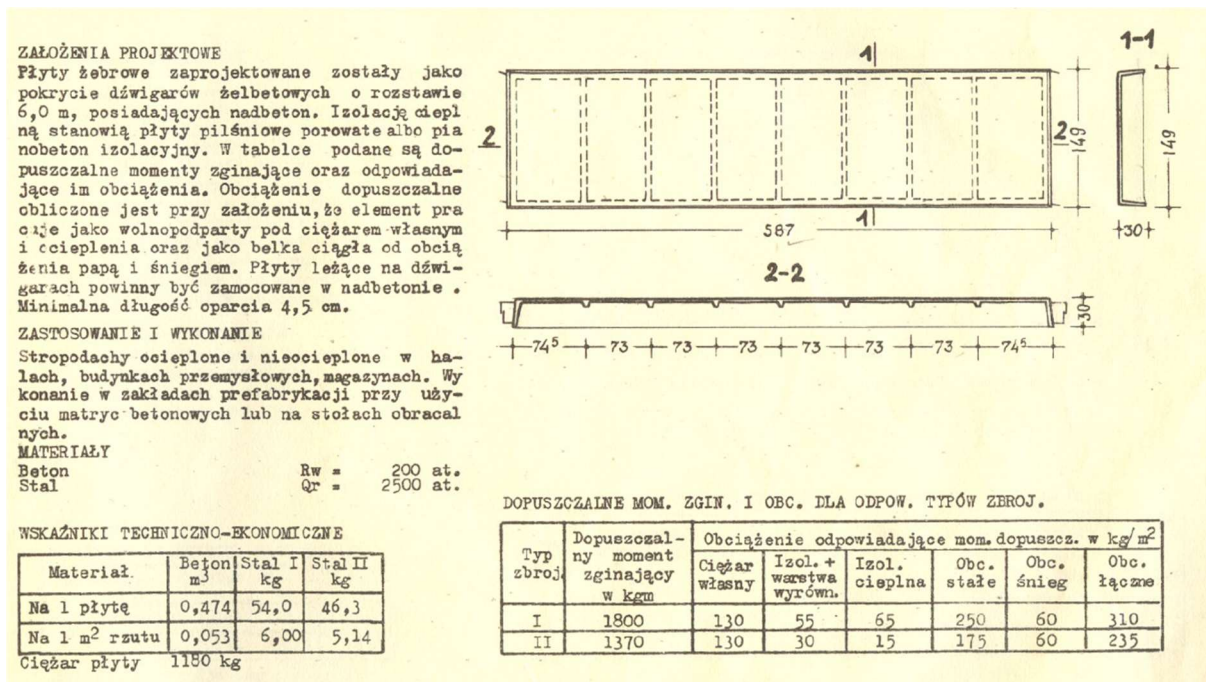 ZAŁOŻENIA PROJEKTOWE
Płyty żebrowe zaprojektowane zostały jako
pokrycie dźwigarów żelbetowych o rozstawie
6,0 m, posiadających nadbeton. Izolację ciepl
ną stanowią płyty pilśniowe porowate albo pia
nobeton izolacyjny. W tabelce podane są do-
puszczalne momenty zginające oraz odpowiada-
jące im obciążenia. Obciążenie dopuszczalne
obliczone jest przy założeniu, że element pra
cuje jako wolnopodparty pod ciężarem własnym
i ocieplenia oraz jako belka ciągła od obcią
żenia papą i śniegiem. Płyty leżące na dźwi-
garach powinny być zamocowane w nadbetonie .
Minimalna długość oparcia 4,5 cm.
ZASTOSOWANIE I WYKONANIE
Stropodachy ocieplone i nieocieplone w ha-
lach, budynkach przemysłowych, magazynach. Wy
konanie w zakładach prefabrykacji przy uży-
ciu matryc betonowych lub na stołach obracal
nych.
MATERIAŁY
Beton Rw = 200 at.
Stal Qr = 2500 at.
WSKAŹNIKI TECHNICZNO-EKONOMICZNE
Materiał Beton m3 Stal I kg Stal II kg
Na 1 płytę 0,474 54,0 46,3
Na 1 m2 rzutu 0,053 6,00 5,14
Ciężar płyty 1180 kg
1 1-1
2 2 149 149
1
587 30
2-2
30
74⁵ 73 73 73 73 73 73 74⁵
DOPUSZCZALNE MOM. ZGIN. I OBC. DLA ODPOW. TYPÓW ZBROJ.
Typ zbroj. Dopuszczal-
ny moment
zginający
w kgm
Obciążenie odpowiadające mom. dopuszcz. w kg/m²
Ciężar własny Izol. + warstwa wyrówn. Izol. cieplna Obc. stałe Obc. śnieg Obc. łączne
I 1800 130 55 65 250 60 310
II 1370 130 30 15 175 60 235